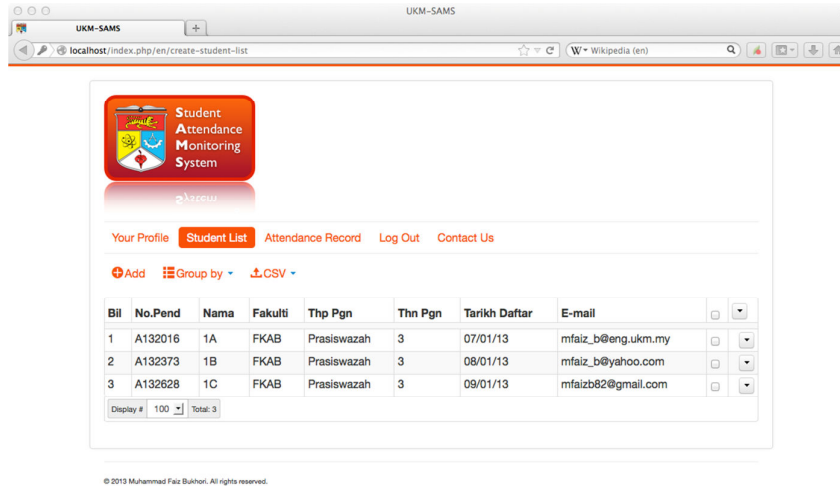 UKM-SAMS
UKM-SAMS
localhost/index.php/en/create-student-list
W Wikipedia (en)
Student
Attendance
Monitoring
System
Your Profile Student List Attendance Record Log Out Contact Us
Add Group by CSV
Bil No.Pend Nama Fakulti Thp Pgn Thn Pgn Tarikh Daftar E-mail
1 A132016 1A FKAB Prasiswazah 3 07/01/13 mfaiz_b@eng.ukm.my
2 A132373 1B FKAB Prasiswazah 3 08/01/13 mfaiz_b@yahoo.com
3 A132628 1C FKAB Prasiswazah 3 09/01/13 mfaizb82@gmail.com
Display # 100 Total: 3
© 2013 Muhammad Faiz Bukhori. All rights reserved.